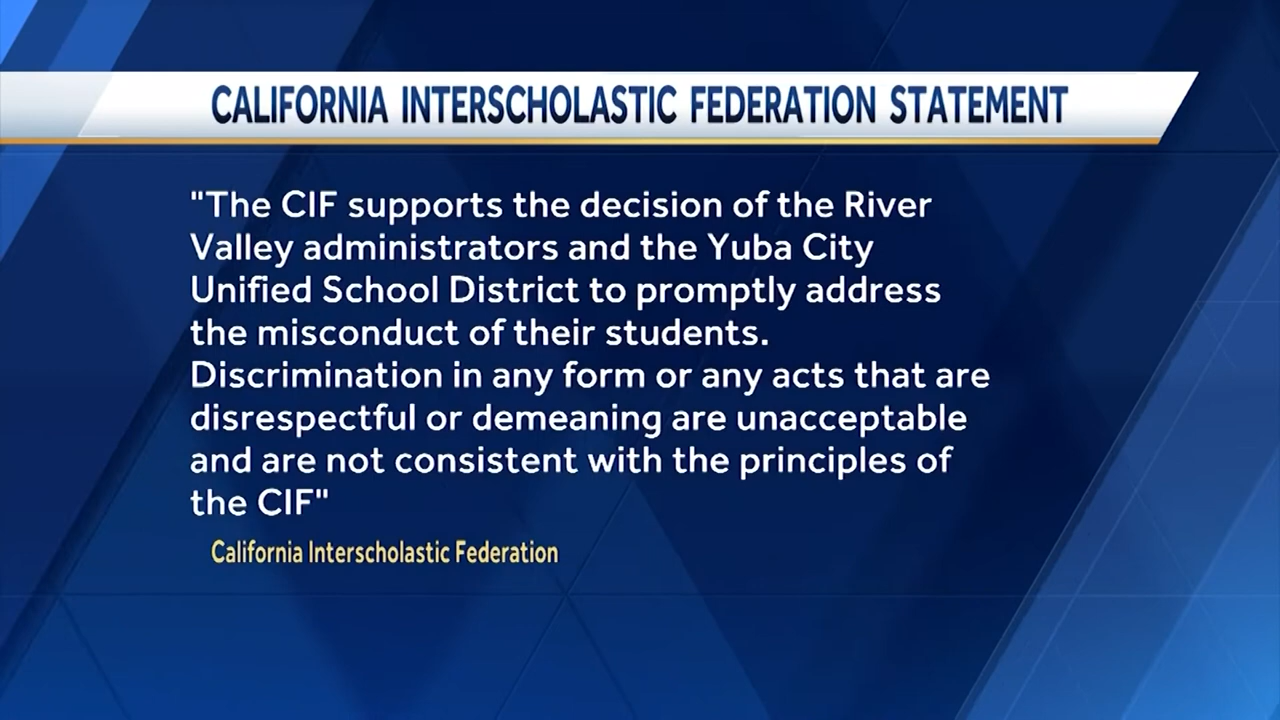 CALIFORNIA INTERSCHOLASTIC FEDERATION STATEMENT
"The CIF supports the decision of the River
Valley administrators and the Yuba City
Unified School District to promptly address
the misconduct of their students.
Discrimination in any form or any acts that are
disrespectful or demeaning are unacceptable
and are not consistent with the principles of
the CIF"
California Interscholastic Federation